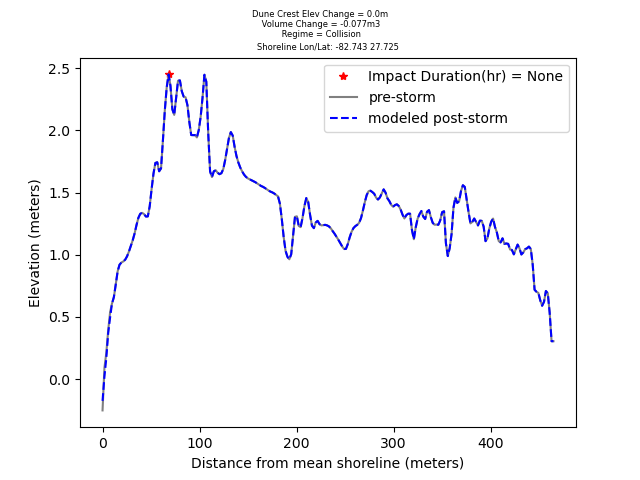 Dune Crest Elev Change = 0.0m
Volume Change = -0.077m3
Regime = Collision
Shoreline Lon/Lat: -82.743 27.725
Impact Duration(hr) = None
pre-storm
modeled post-storm
Elevation (meters)
2.5
2.0
1.5
1.0
0.5
0.0
0
100
200
300
400
Distance from mean shoreline (meters)